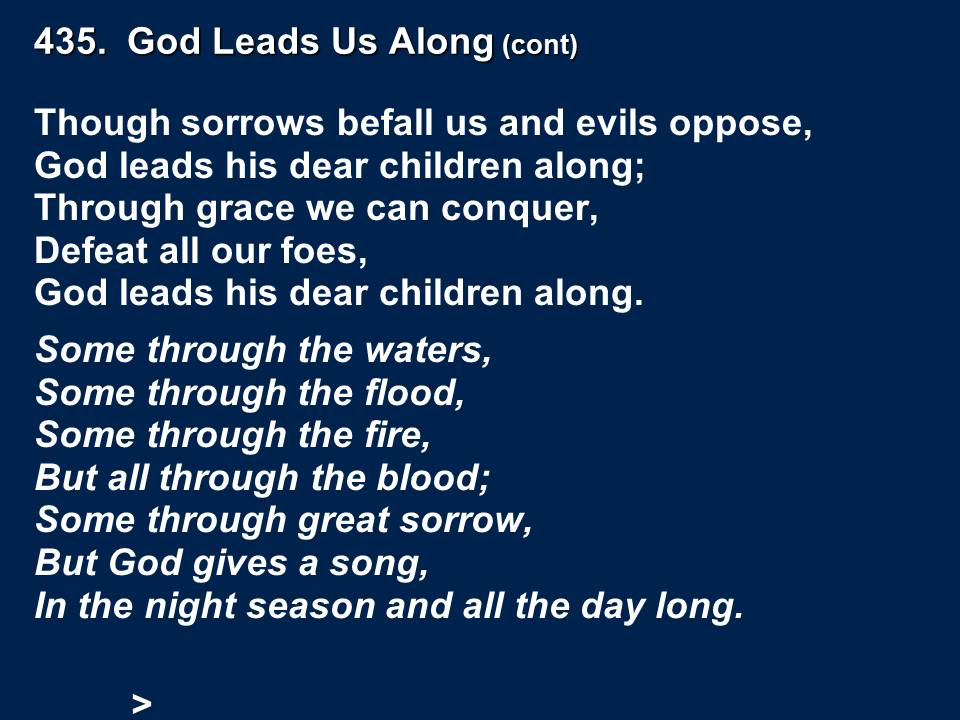 435.  God Leads Us Along (cont)
Though sorrows befall us and evils oppose,
God leads his dear children along;
Through grace we can conquer,
Defeat all our foes,
God leads his dear children along.
Some through the waters,
Some through the flood,
Some through the fire,
But all through the blood;
Some through great sorrow,
But God gives a song,
In the night season and all the day long.
>